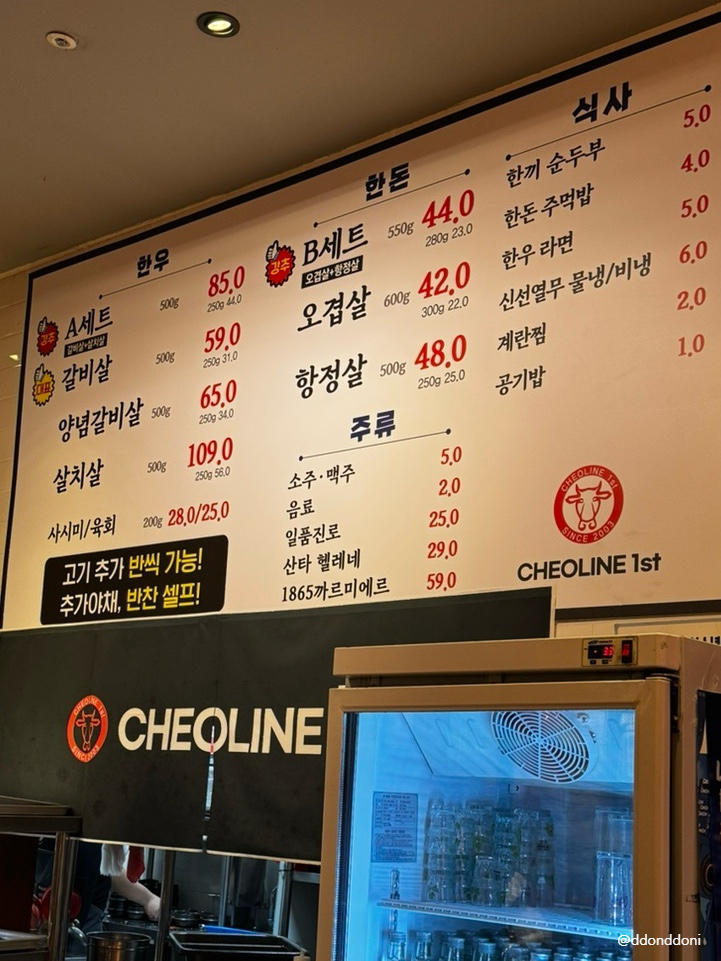 한우
강추 A세트 500g 85.0
갈비살+살치살 250g 44.0
대표 갈비살 500g 59.0
250g 31.0
양념갈비살 500g 65.0
250g 34.0
살치살 500g 109.0
250g 56.0
사시미/육회 200g 28.0/25.0
고기 추가 반씩 가능!
추가야채, 반찬 셀프!
한돈
강추 B세트 550g 44.0
오겹살+항정살 280g 23.0
오겹살 600g 42.0
300g 22.0
항정살 500g 48.0
250g 25.0
주류
소주·맥주 5.0
음료 2.0
일품진로 25.0
산타 헬레네 29.0
1865까르미에르 59.0
식사
한끼 순두부 5.0
한돈 주먹밥 4.0
한우 라면 5.0
신선열무 물냉/비냉 6.0
계란찜 2.0
공기밥 1.0
CHEOLINE 1st
SINCE 2003
CHEOLINE 1st
CHEOLINE 1st
SINCE 2003
CHEOLINE
@ddonddoni